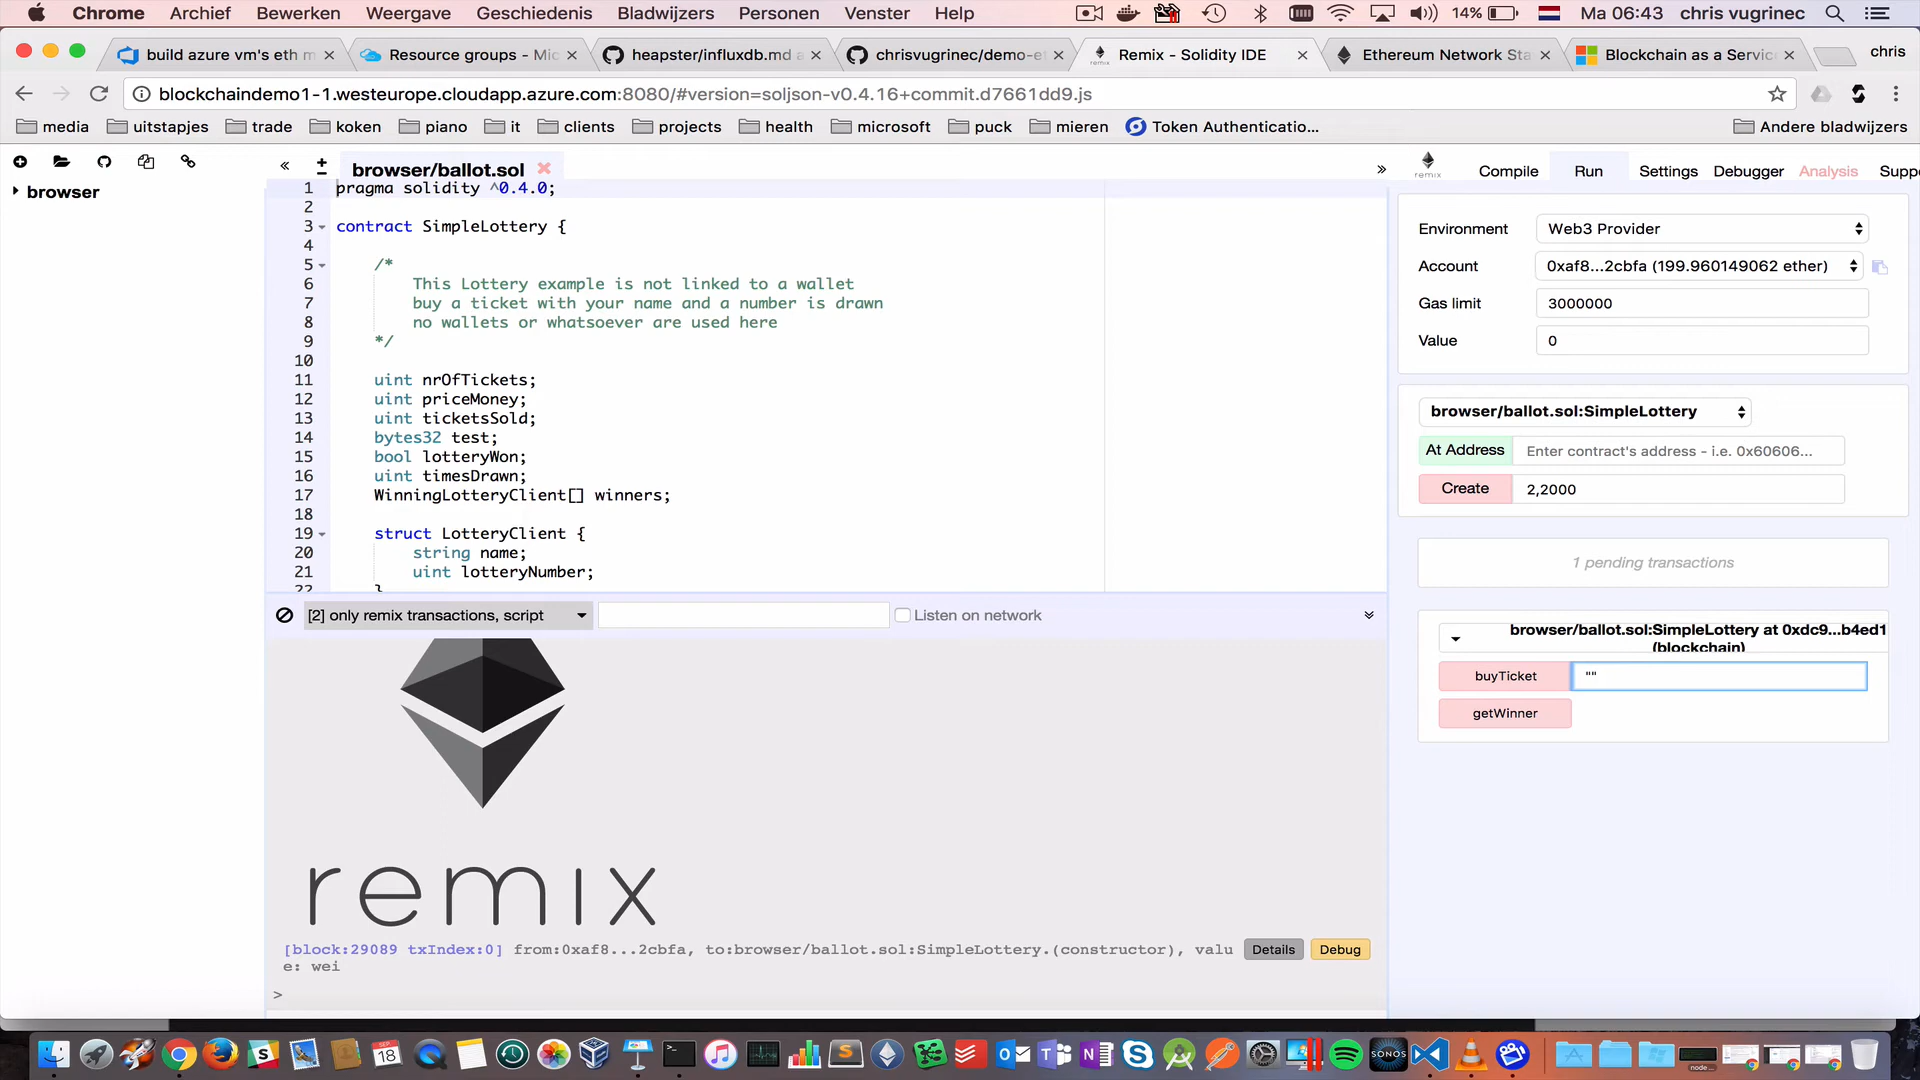 Chrome Archief Bewerken Weergave Geschiedenis Bladwijzers Personen Venster Help 14% Ma 06:43 chris vugrinec
build azure vm's eth m Resource groups - Mic heapster/influxdb.md a chrisvugrinec/demo-et Remix - Solidity IDE Ethereum Network Sta Blockchain as a Servic chris
blockchaindemo1-1.westeurope.cloudapp.azure.com:8080/#version=soljson-v0.4.16+commit.d7661dd9.js
media uitstapjes trade koken piano it clients projects health microsoft puck mieren Token Authenticatio... Andere bladwijzers
browser
browser/ballot.sol
1 pragma solidity ^0.4.0;
2
3 contract SimpleLottery {
4
5 /*
6 This Lottery example is not linked to a wallet
7 buy a ticket with your name and a number is drawn
8 no wallets or whatsoever are used here
9 */
10
11 uint nrOfTickets;
12 uint priceMoney;
13 uint ticketsSold;
14 bytes32 test;
15 bool lotteryWon;
16 uint timesDrawn;
17 WinningLotteryClient[] winners;
18
19 struct LotteryClient {
20 string name;
21 uint lotteryNumber;
22 }
[2] only remix transactions, script Listen on network
remix
[block:29089 txIndex:0] from:0xaf8...2cbfa, to:browser/ballot.sol:SimpleLottery.(constructor), valu Details Debug
e: wei
>
remix Compile Run Settings Debugger Analysis Suppo
Environment Web3 Provider
Account 0xaf8...2cbfa (199.960149062 ether)
Gas limit 3000000
Value 0
browser/ballot.sol:SimpleLottery
At Address Enter contract's address - i.e. 0x60606...
Create 2,2000
1 pending transactions
browser/ballot.sol:SimpleLottery at 0xdc9...b4ed1
(blockchain)
buyTicket ""
getWinner
SEP. 18 SONOS node...